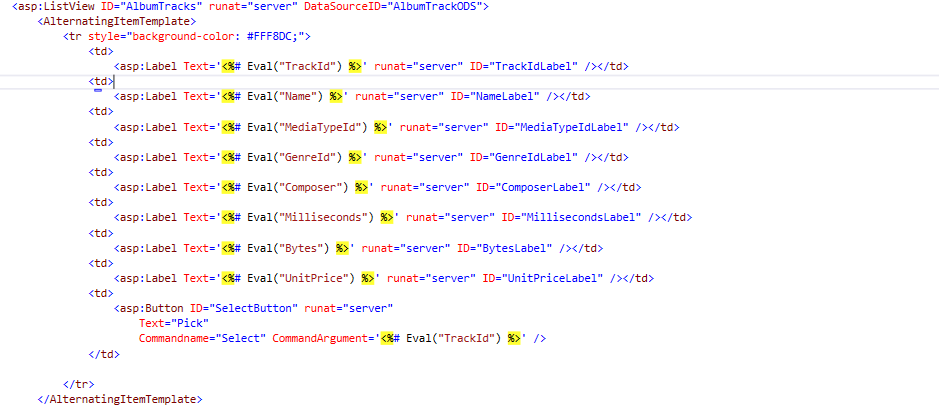 <asp:ListView ID="AlbumTracks" runat="server" DataSourceID="AlbumTrackODS">
<AlternatingItemTemplate>
<tr style="background-color: #FFF8DC;">
<td>
<asp:Label Text='<%# Eval("TrackId") %>' runat="server" ID="TrackIdLabel" /></td>
<td>
<asp:Label Text='<%# Eval("Name") %>' runat="server" ID="NameLabel" /></td>
<td>
<asp:Label Text='<%# Eval("MediaTypeId") %>' runat="server" ID="MediaTypeIdLabel" /></td>
<td>
<asp:Label Text='<%# Eval("GenreId") %>' runat="server" ID="GenreIdLabel" /></td>
<td>
<asp:Label Text='<%# Eval("Composer") %>' runat="server" ID="ComposerLabel" /></td>
<td>
<asp:Label Text='<%# Eval("Milliseconds") %>' runat="server" ID="MillisecondsLabel" /></td>
<td>
<asp:Label Text='<%# Eval("Bytes") %>' runat="server" ID="BytesLabel" /></td>
<td>
<asp:Label Text='<%# Eval("UnitPrice") %>' runat="server" ID="UnitPriceLabel" /></td>
<td>
<asp:Button ID="SelectButton" runat="server"
Text="Pick"
Commandname="Select" CommandArgument='<%# Eval("TrackId") %>' />
</td>
</tr>
</AlternatingItemTemplate>